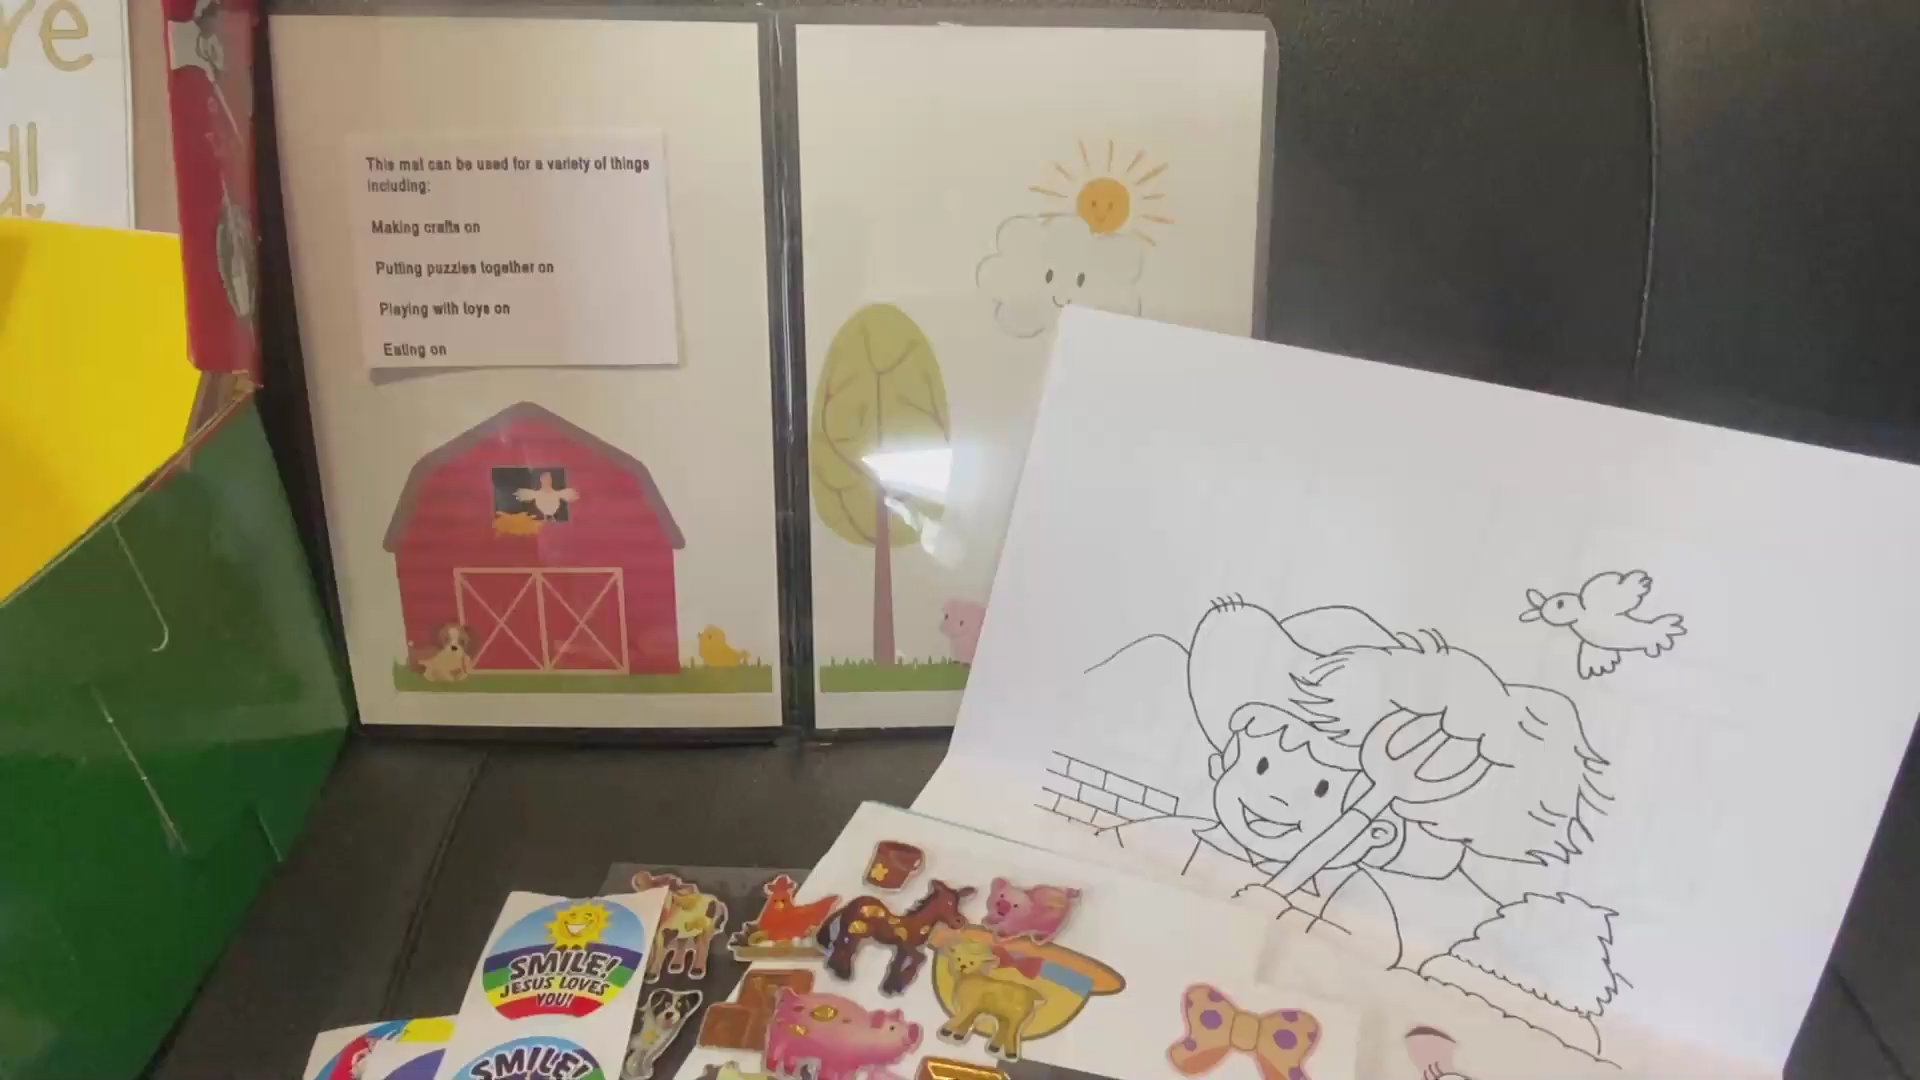 re
d!
This mat can be used for a variety of things
including:
Making crafts on
Putting puzzles together on
Playing with toys on
Eating on
SMILE!
JESUS LOVES
YOU!
SMILE!